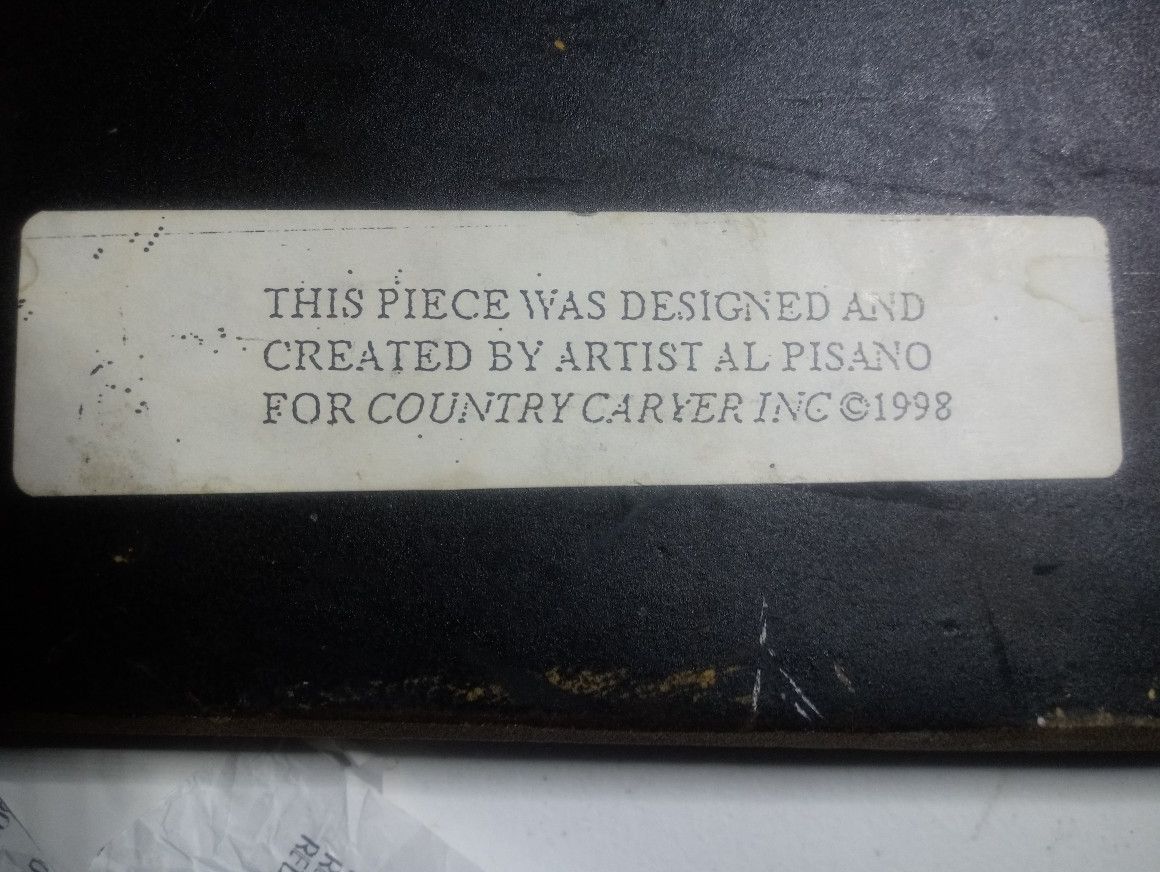 THIS PIECE WAS DESIGNED AND
CREATED BY ARTIST AL PISANO
FOR COUNTRY CARVER INC ©1998